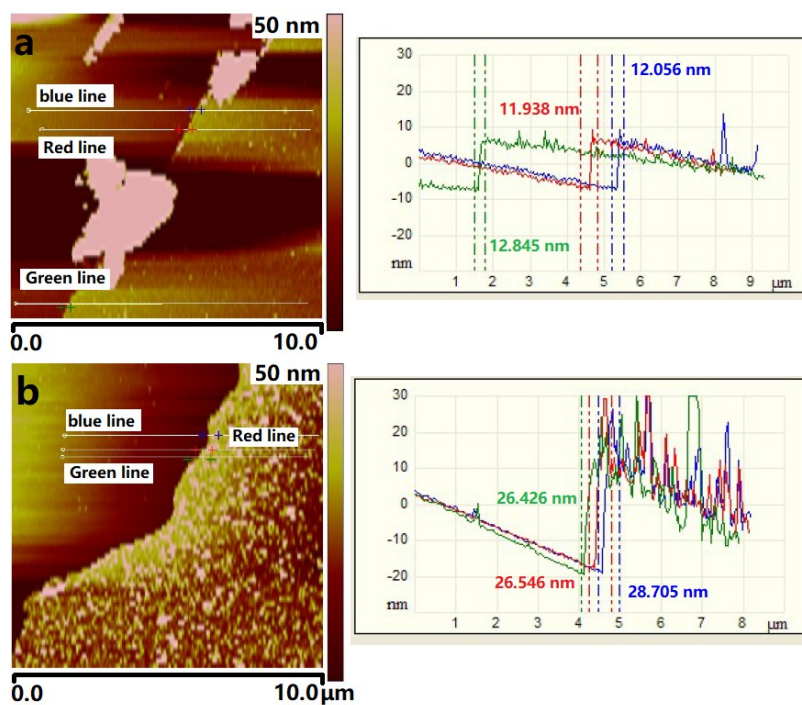 a
50 nm
blue line
Red line
Green line
0.0 10.0
30
20
10
0
-10
-20
nm
1 2 3 4 5 6 7 8 9 μm
12.056 nm
11.938 nm
12.845 nm
b
50 nm
blue line
Red line
Green line
0.0 10.0μm
30
20
10
0
-10
-20
nm
1 2 3 4 5 6 7 8 μm
26.426 nm
26.546 nm
28.705 nm